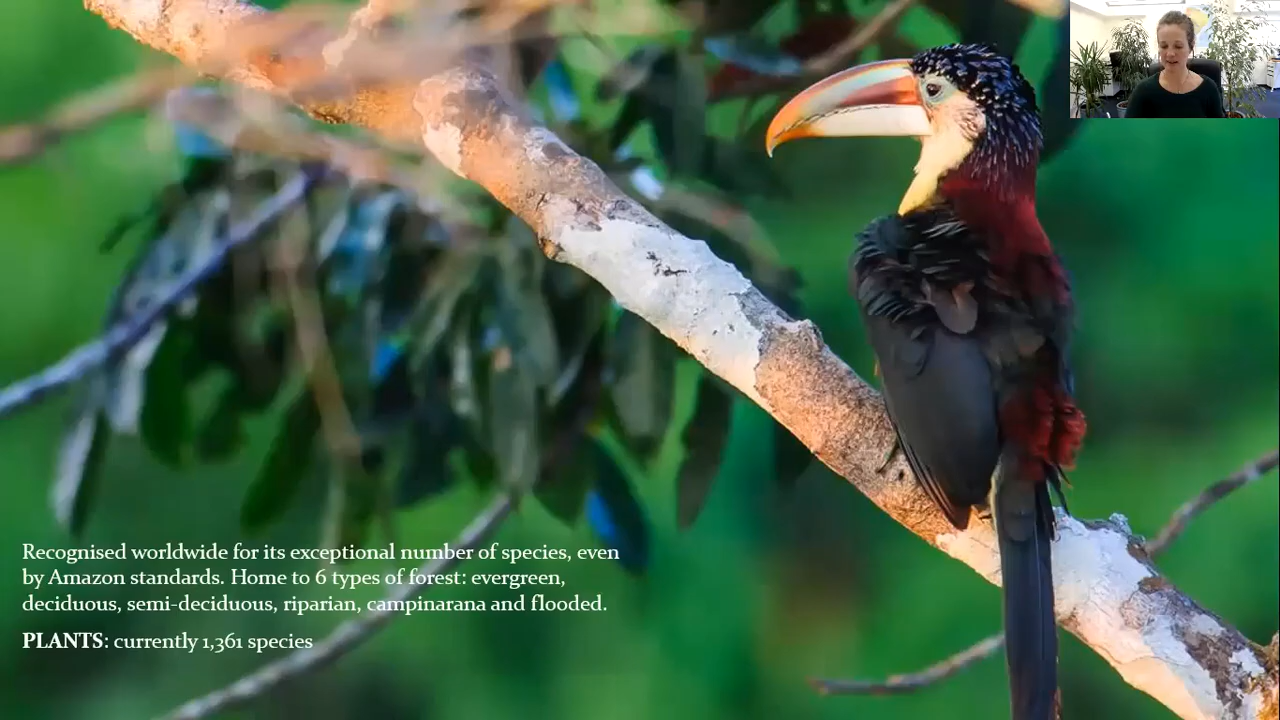 Recognised worldwide for its exceptional number of species, even
by Amazon standards. Home to 6 types of forest: evergreen,
deciduous, semi-deciduous, riparian, campinarana and flooded.
PLANTS: currently 1,361 species